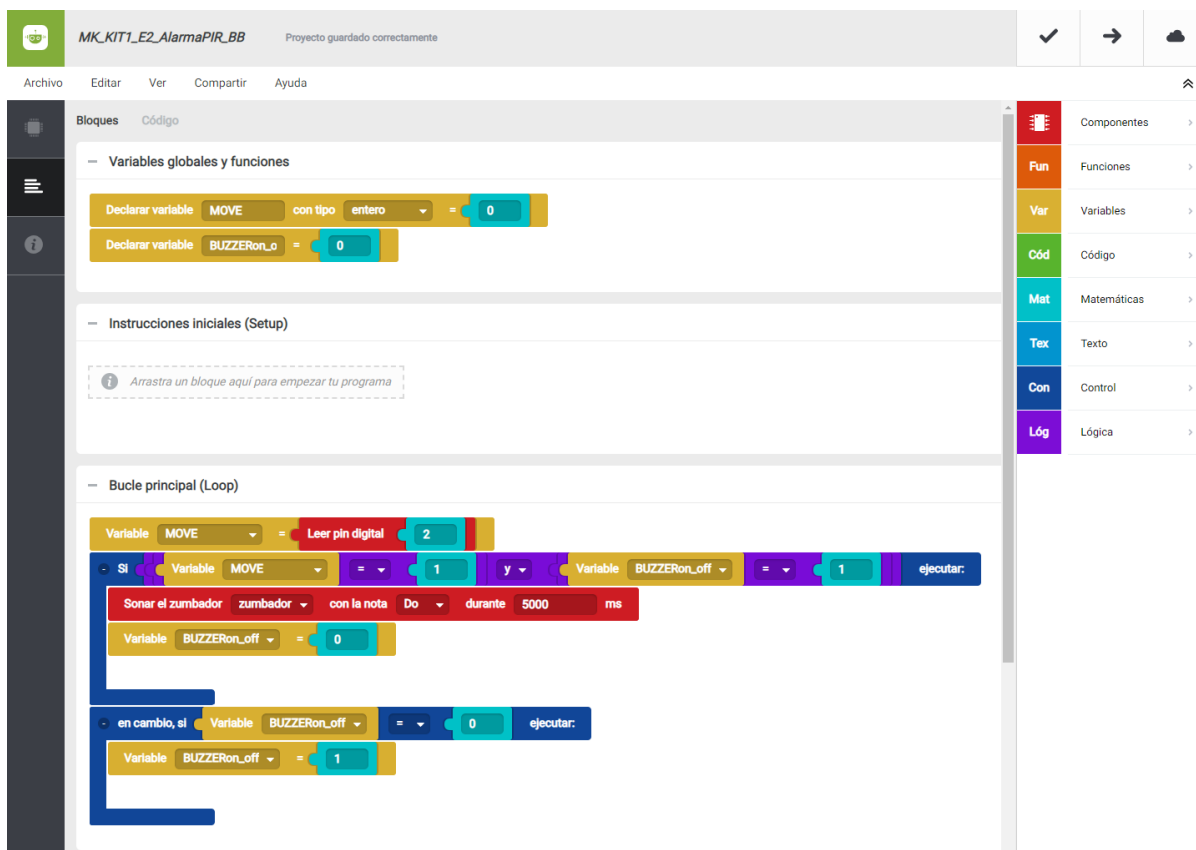 MK_KIT1_E2_AlarmaPIR_BB Proyecto guardado correctamente
Archivo Editar Ver Compartir Ayuda
Bloques Código
Variables globales y funciones
Declarar variable MOVE con tipo entero = 0
Declarar variable BUZZERon_o = 0
Instrucciones iniciales (Setup)
Arrastra un bloque aquí para empezar tu programa
Bucle principal (Loop)
Variable MOVE = Leer pin digital 2
Si Variable MOVE = 1 y Variable BUZZERon_off = 1 ejecutar:
Sonar el zumbador zumbador con la nota Do durante 5000 ms
Variable BUZZERon_off = 0
en cambio, si Variable BUZZERon_off = 0 ejecutar:
Variable BUZZERon_off = 1
Componentes
Fun Funciones
Var Variables
Cód Código
Mat Matemáticas
Tex Texto
Con Control
Lóg Lógica